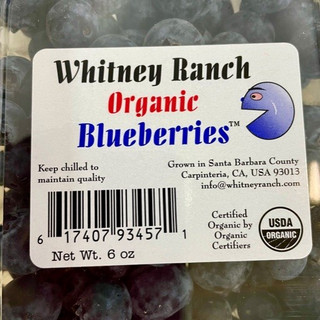 Whitney Ranch
Organic
Blueberries™
Keep chilled to
maintain quality
Grown in Santa Barbara County
Carpinteria, CA, USA 93013
info@whitneyranch.com
6 17407 93457 1
Net Wt. 6 oz
Certified
Organic by
Organic
Certifiers
USDA
ORGANIC